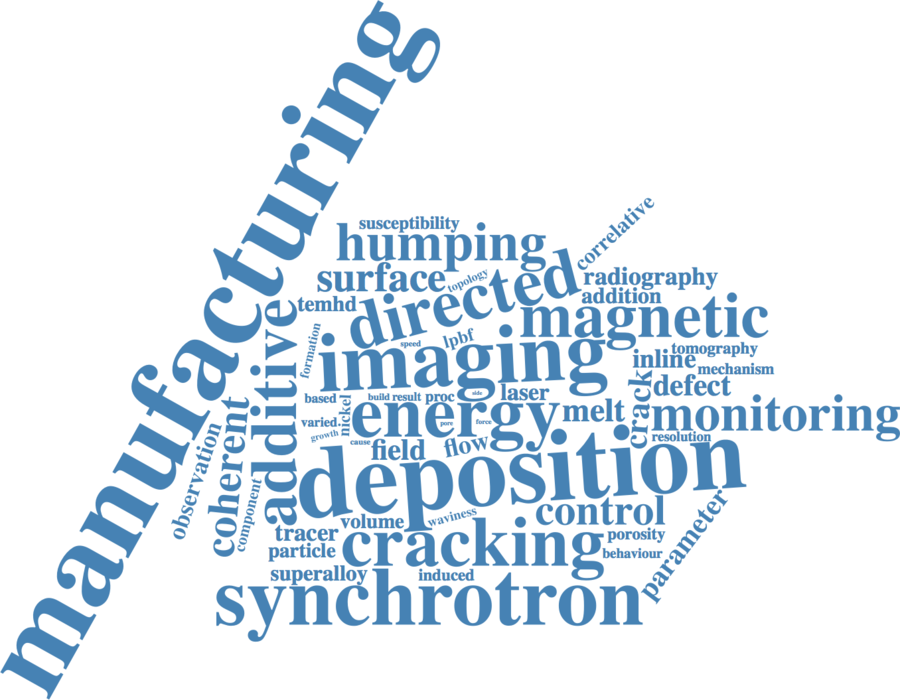 manufacturing
susceptibility
correlative
humping
surface
topology
directed
radiography
addition
temhd
additive
magnetic
formation
speed
lpbf
imaging
inline
tomography
mechanism
crack
defect
based
build
result
proc
side
laser
nickel
energy
pore
force
melt
monitoring
varied.
growth
cause
field
flow
resolution
observation
coherent
component
deposition
parameter
volume
waviness
control
tracer
particle
cracking
porosity
behaviour
superalloy
induced
synchrotron